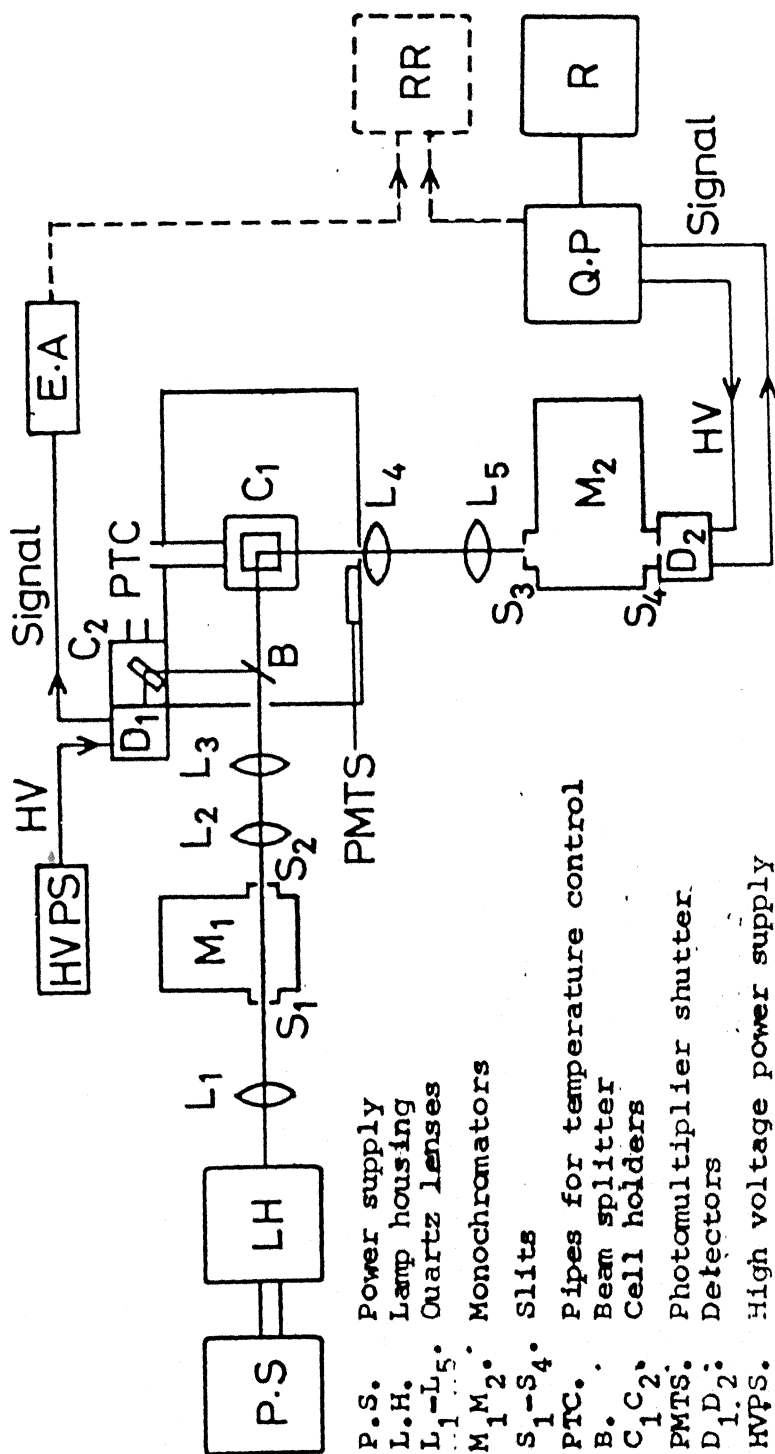 HV
Signal
HVPS
D1
C2
PTC
E.A
RR
R
Q.P
Signal
HV
P.S
LH
L1
S1
M1
S2
L2
L3
B
C1
PMTS
L4
L5
S3
M2
S4
D2
P.S. Power supply
L.H. Lamp housing
L1-L5. Quartz lenses
M1M2. Monochromators
S1-S4. Slits
PTC. Pipes for temperature control
B. Beam splitter
C1C2. Cell holders
PMTS. Photomultiplier shutter
D1D2. Detectors
HVPS. High voltage power supply